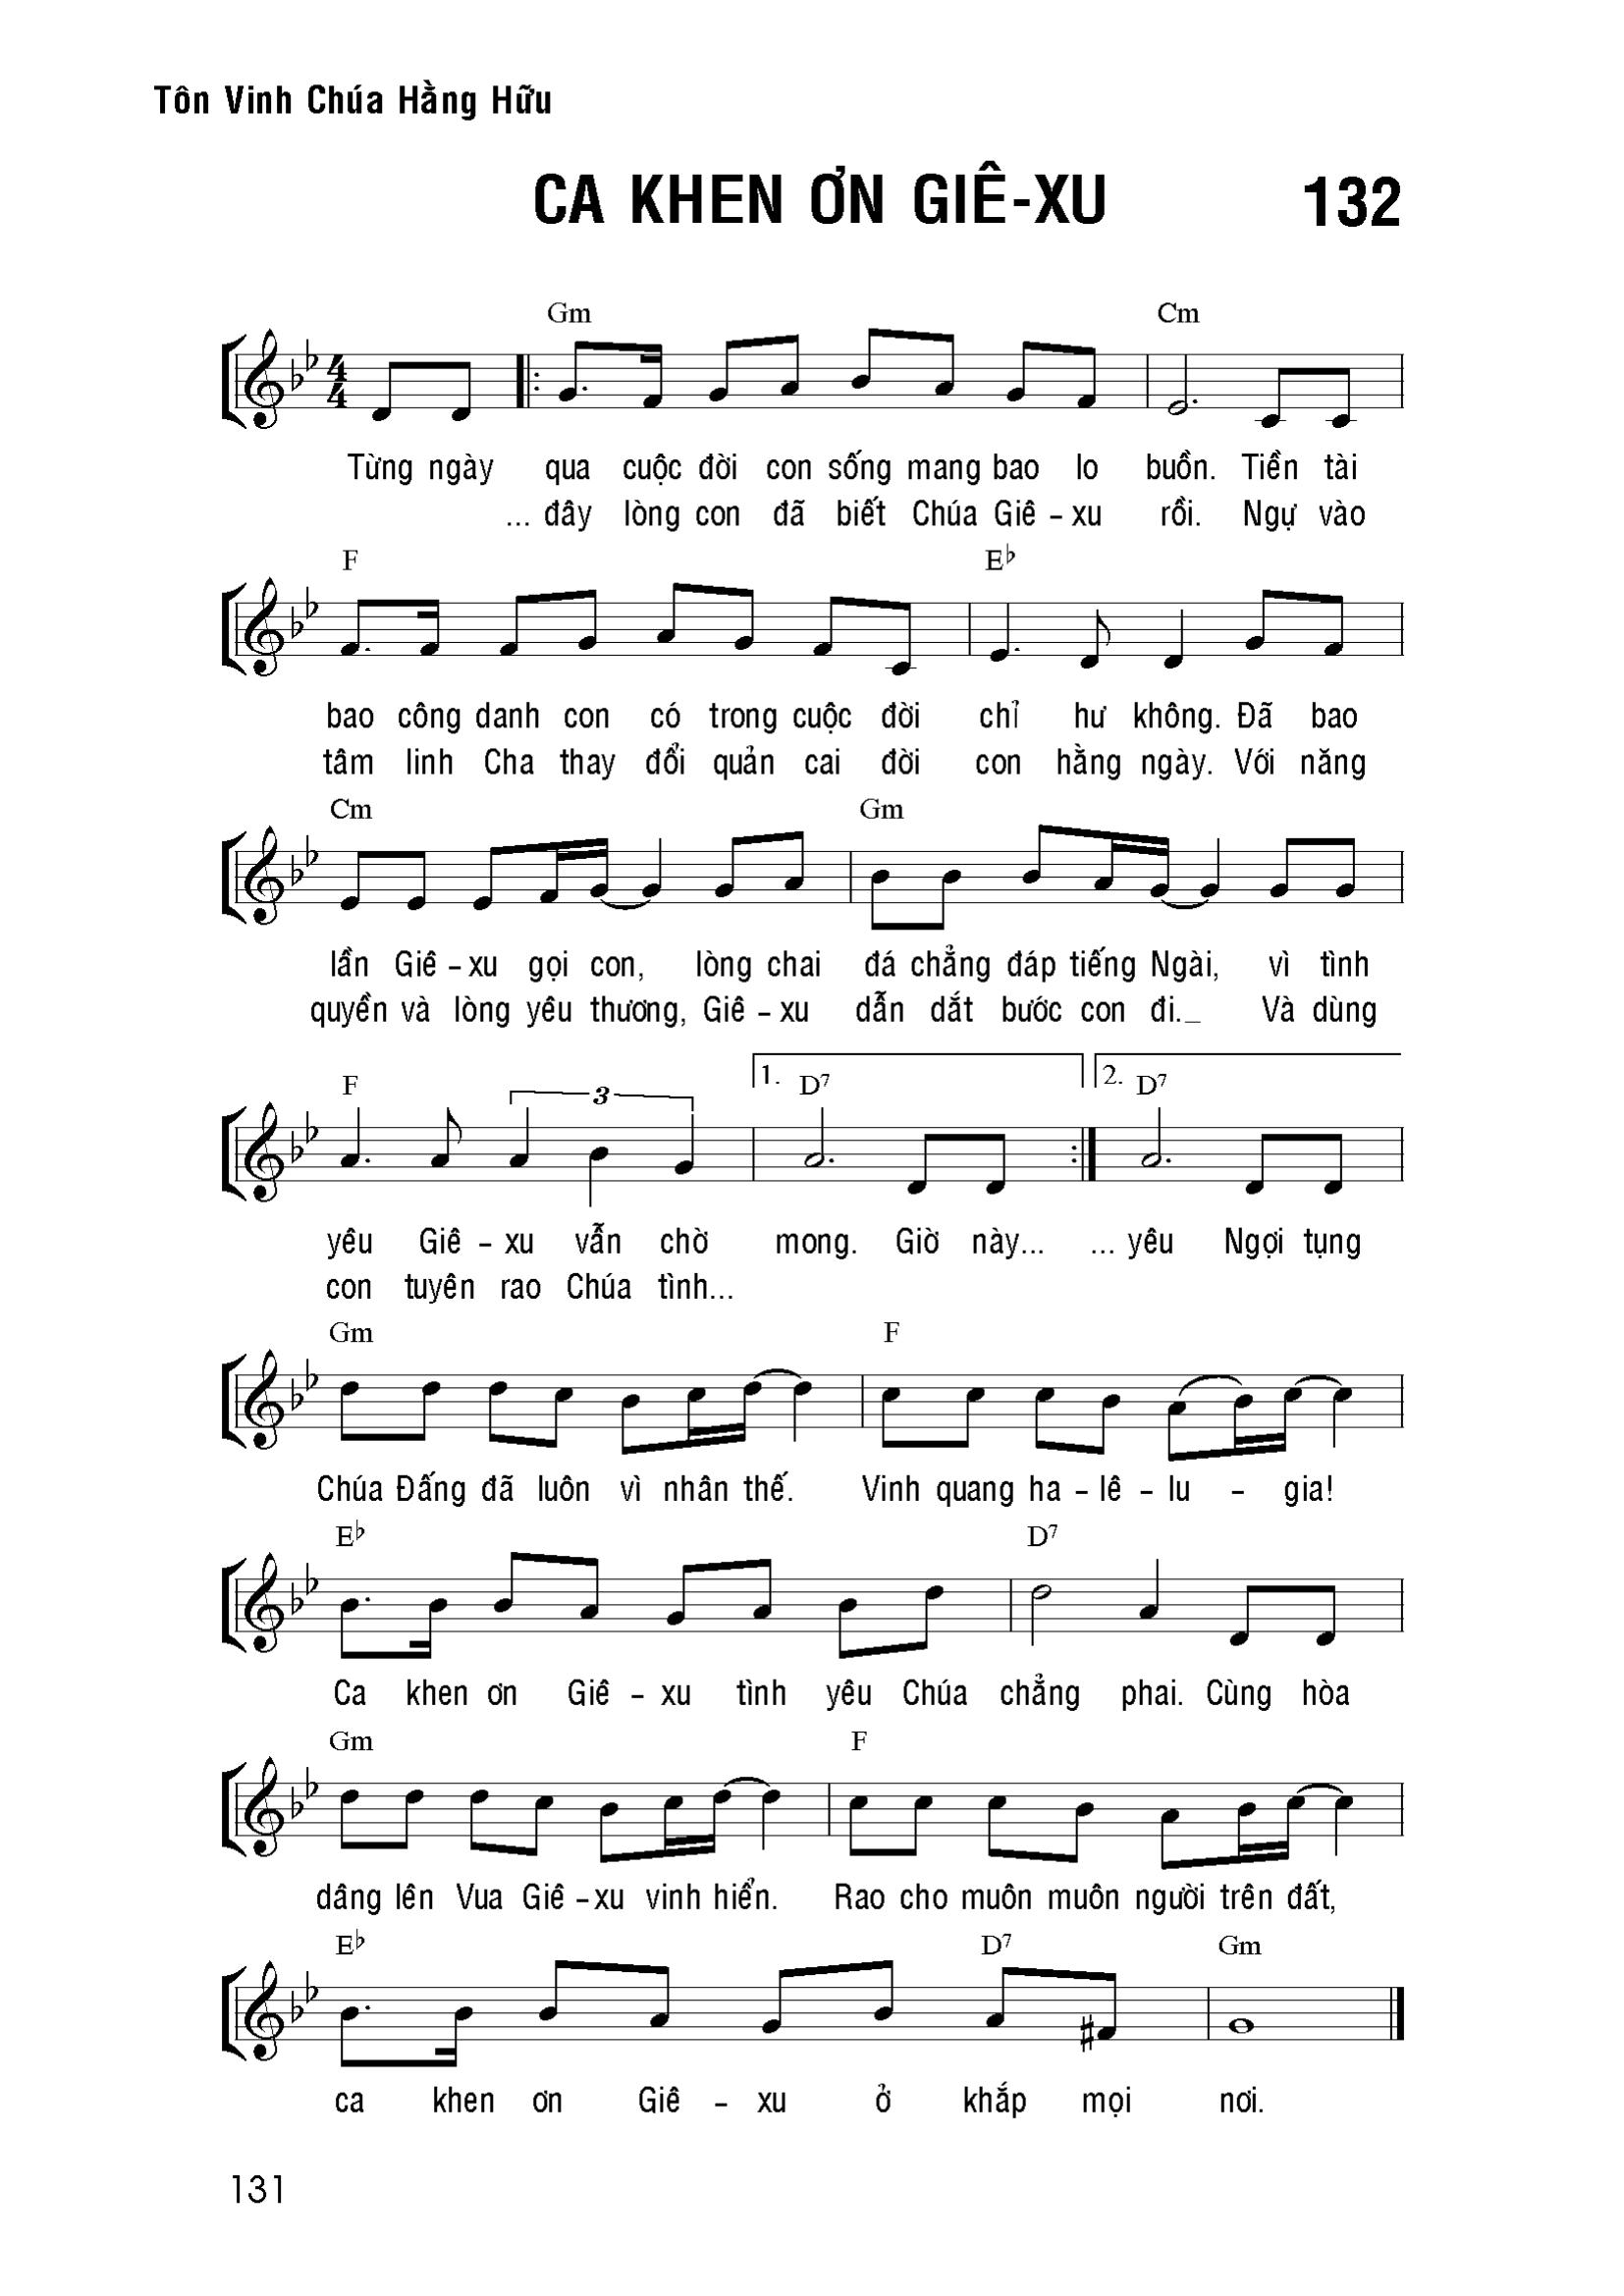 Tôn Vinh Chúa Hằng Hữu
CA KHEN ƠN GIÊ-XU 132
Gm Cm
4
4
Từng ngày qua cuộc đời con sống mang bao lo buồn. Tiền tài
... đây lòng con đã biết Chúa Giê – xu rồi. Ngự vào
F E♭
bao công danh con có trong cuộc đời chỉ hư không. Đã bao
tâm linh Cha thay đổi quản cai đời con hằng ngày. Với năng
Cm Gm
lần Giê – xu gọi con, lòng chai đá chẳng đáp tiếng Ngài, vì tình
quyền và lòng yêu thương, Giê – xu dẫn dắt bước con đi._ Và dùng
F 3 1. D7 2. D7
yêu Giê – xu vẫn chờ mong. Giờ này... ... yêu Ngợi tụng
con tuyên rao Chúa tình...
Gm F
Chúa Đấng đã luôn vì nhân thế. Vinh quang ha – lê – lu – gia!
E♭ D7
Ca khen ơn Giê – xu tình yêu Chúa chẳng phai. Cùng hòa
Gm F
dâng lên Vua Giê – xu vinh hiển. Rao cho muôn muôn người trên đất,
E♭ D7 Gm
ca khen ơn Giê – xu ở khắp mọi nơi.
131